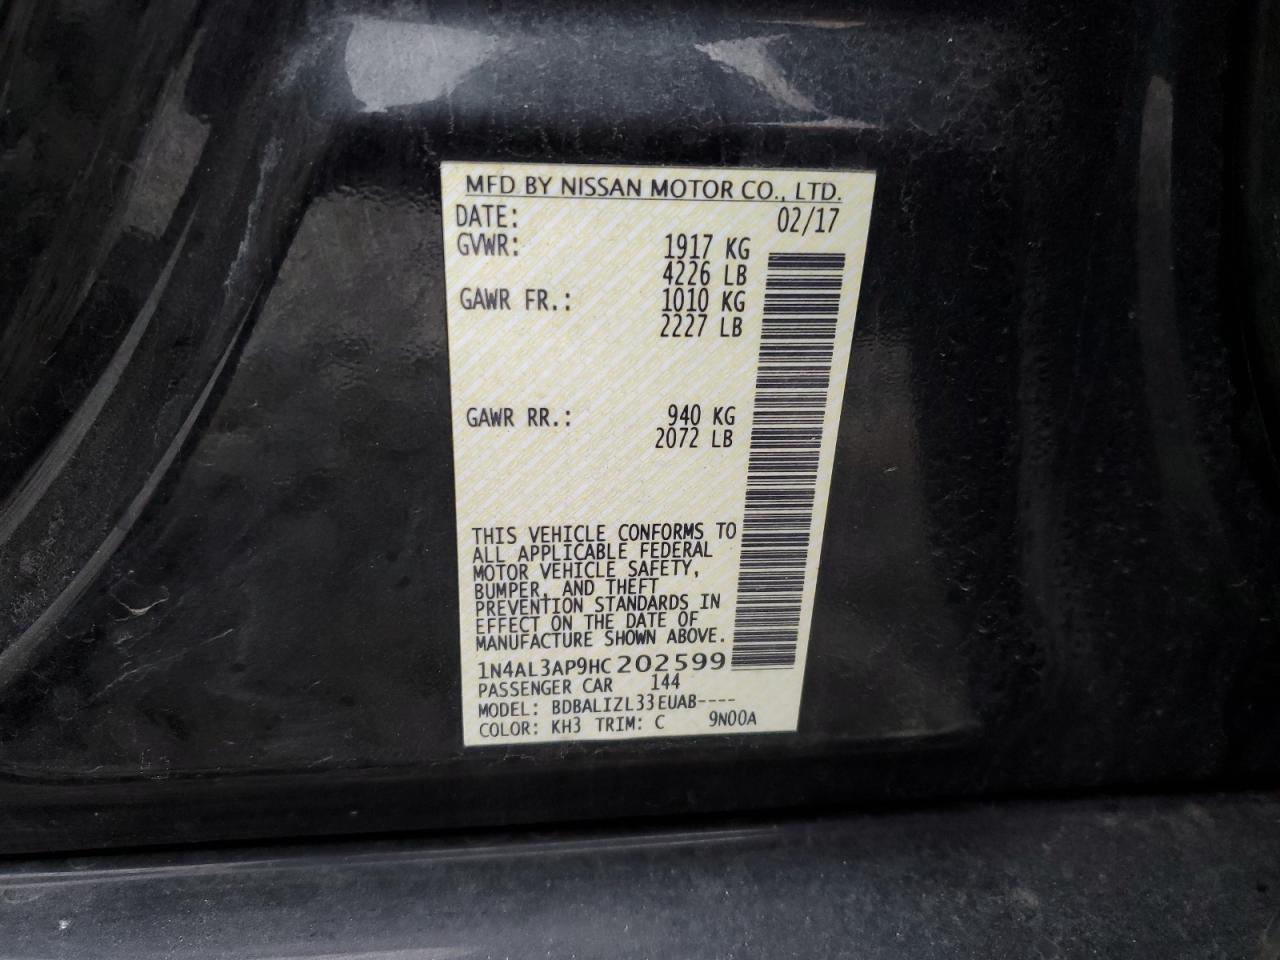 MFD BY NISSAN MOTOR CO., LTD.
DATE: 02/17
GVWR: 1917 KG
4226 LB
GAWR FR.: 1010 KG
2227 LB
GAWR RR.: 940 KG
2072 LB
THIS VEHICLE CONFORMS TO
ALL APPLICABLE FEDERAL
MOTOR VEHICLE SAFETY,
BUMPER, AND THEFT
PREVENTION STANDARDS IN
EFFECT ON THE DATE OF
MANUFACTURE SHOWN ABOVE.
1N4AL3AP9HC202599
PASSENGER CAR 144
MODEL: BDBALIZL33EUAB----
COLOR: KH3 TRIM: C 9N00A